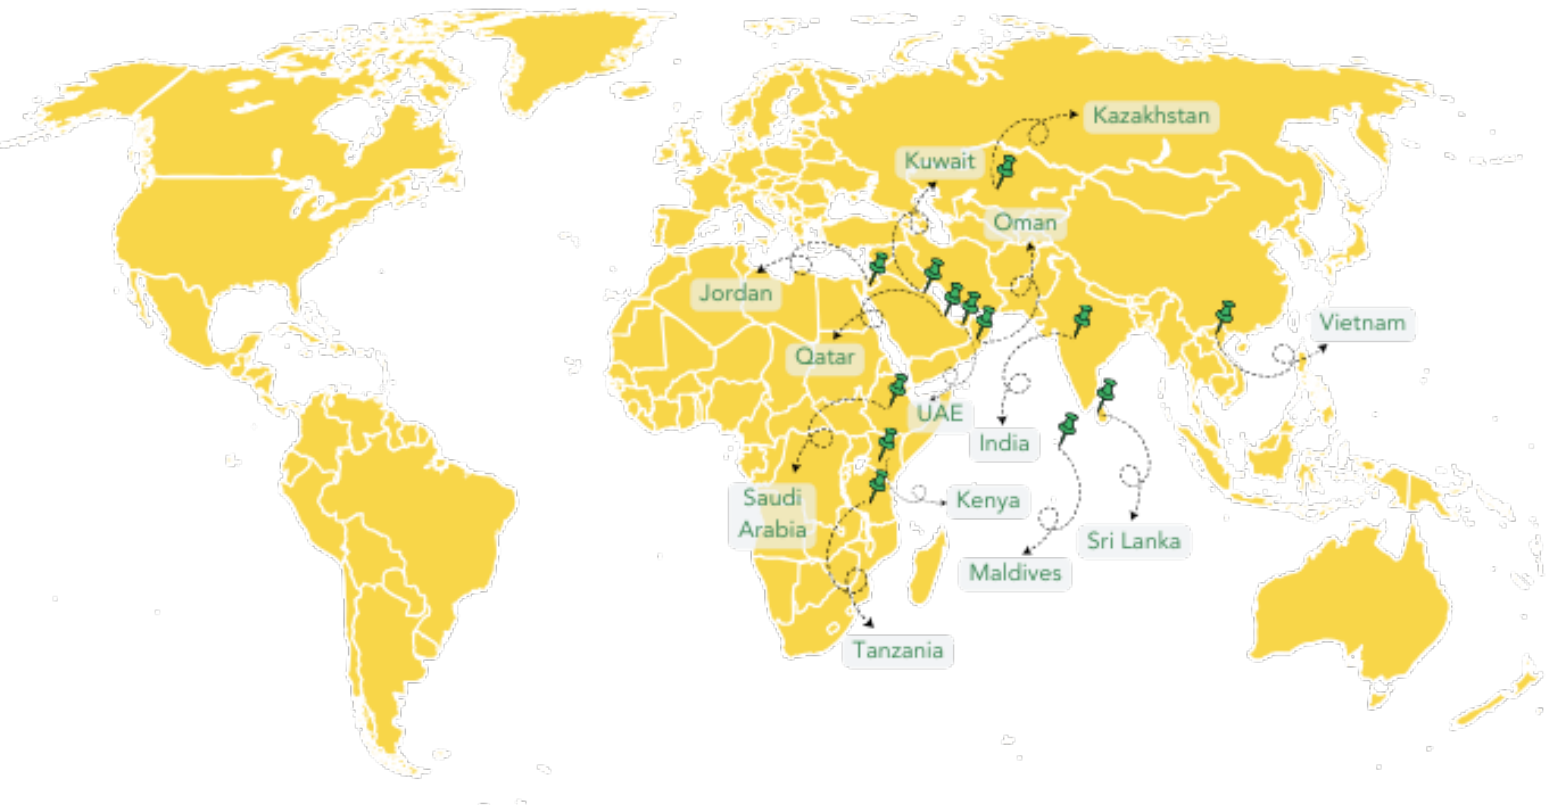 Kazakhstan
Kuwait
Oman
Jordan
Vietnam
Qatar
UAE
India
Saudi
Arabia
Kenya
Sri Lanka
Maldives
Tanzania